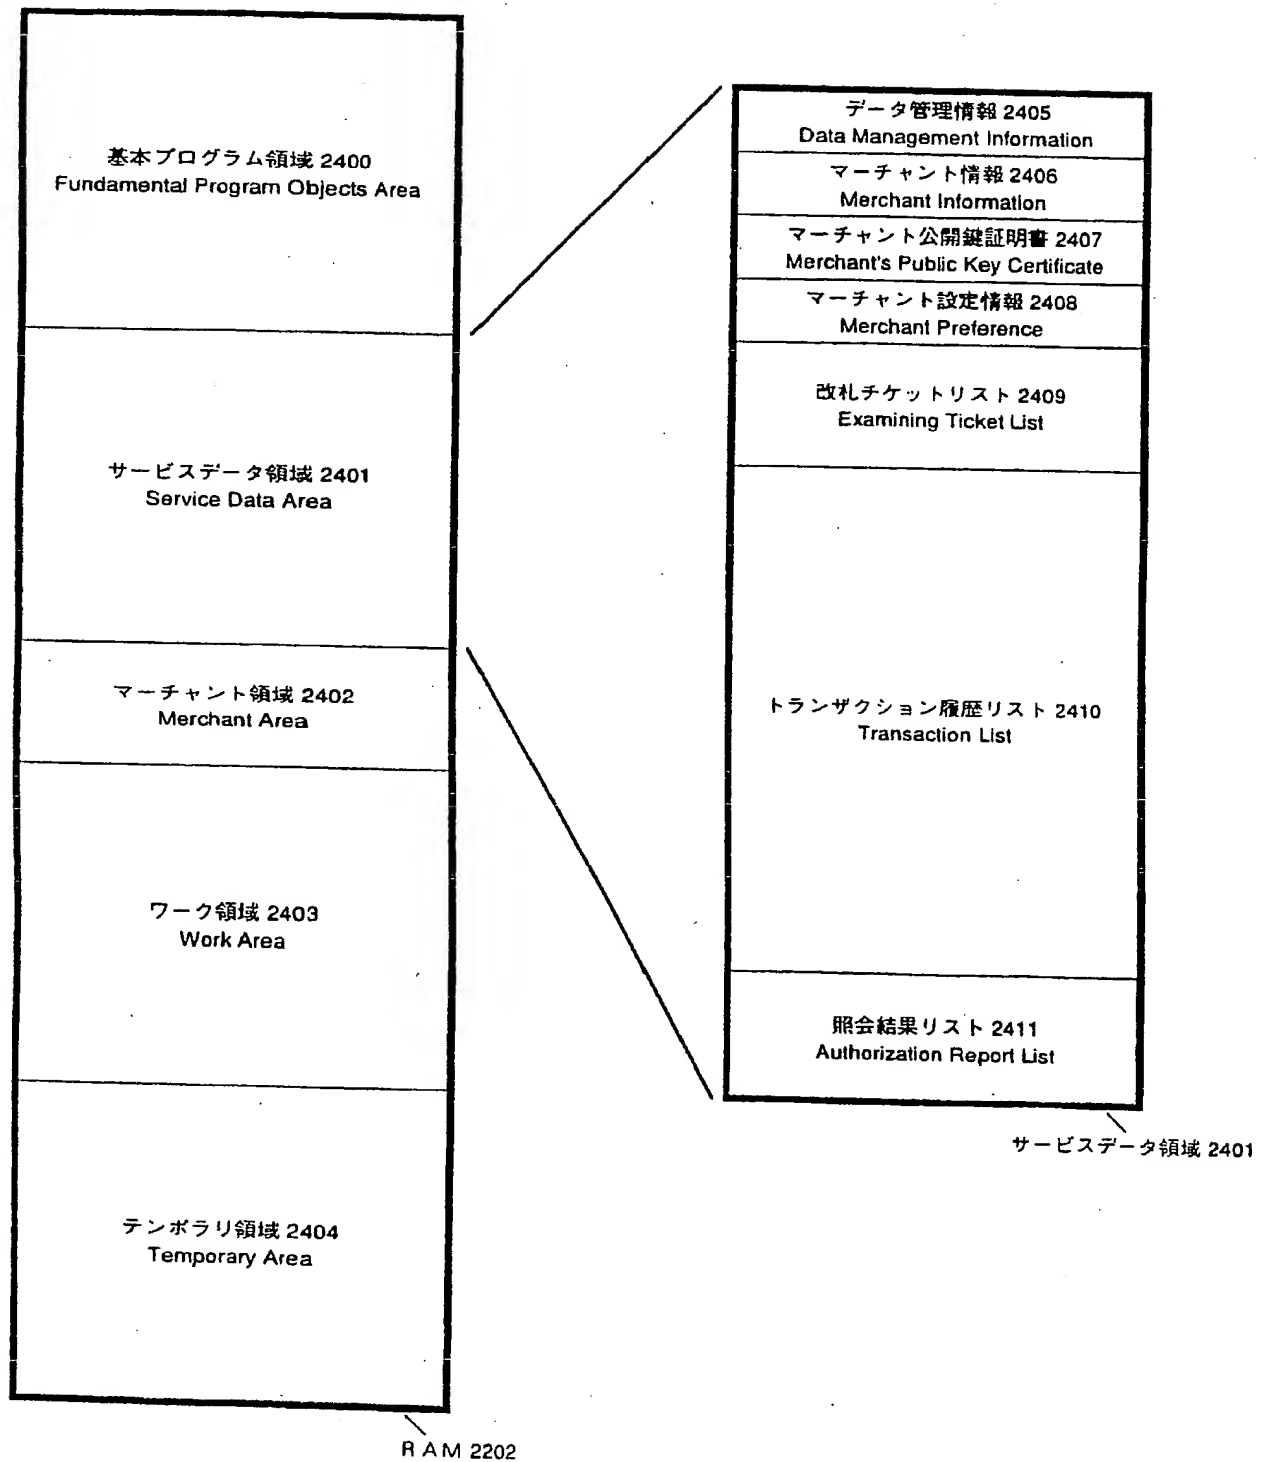 基本プログラム領域 2400
Fundamental Program Objects Area
サービスデータ領域 2401
Service Data Area
マーチャント領域 2402
Merchant Area
ワーク領域 2403
Work Area
テンポラリ領域 2404
Temporary Area
RAM 2202
データ管理情報 2405
Data Management Information
マーチャント情報 2406
Merchant Information
マーチャント公開鍵証明書 2407
Merchant's Public Key Certificate
マーチャント設定情報 2408
Merchant Preference
改札チケットリスト 2409
Examining Ticket List
トランザクション履歴リスト 2410
Transaction List
照会結果リスト 2411
Authorization Report List
サービスデータ領域 2401